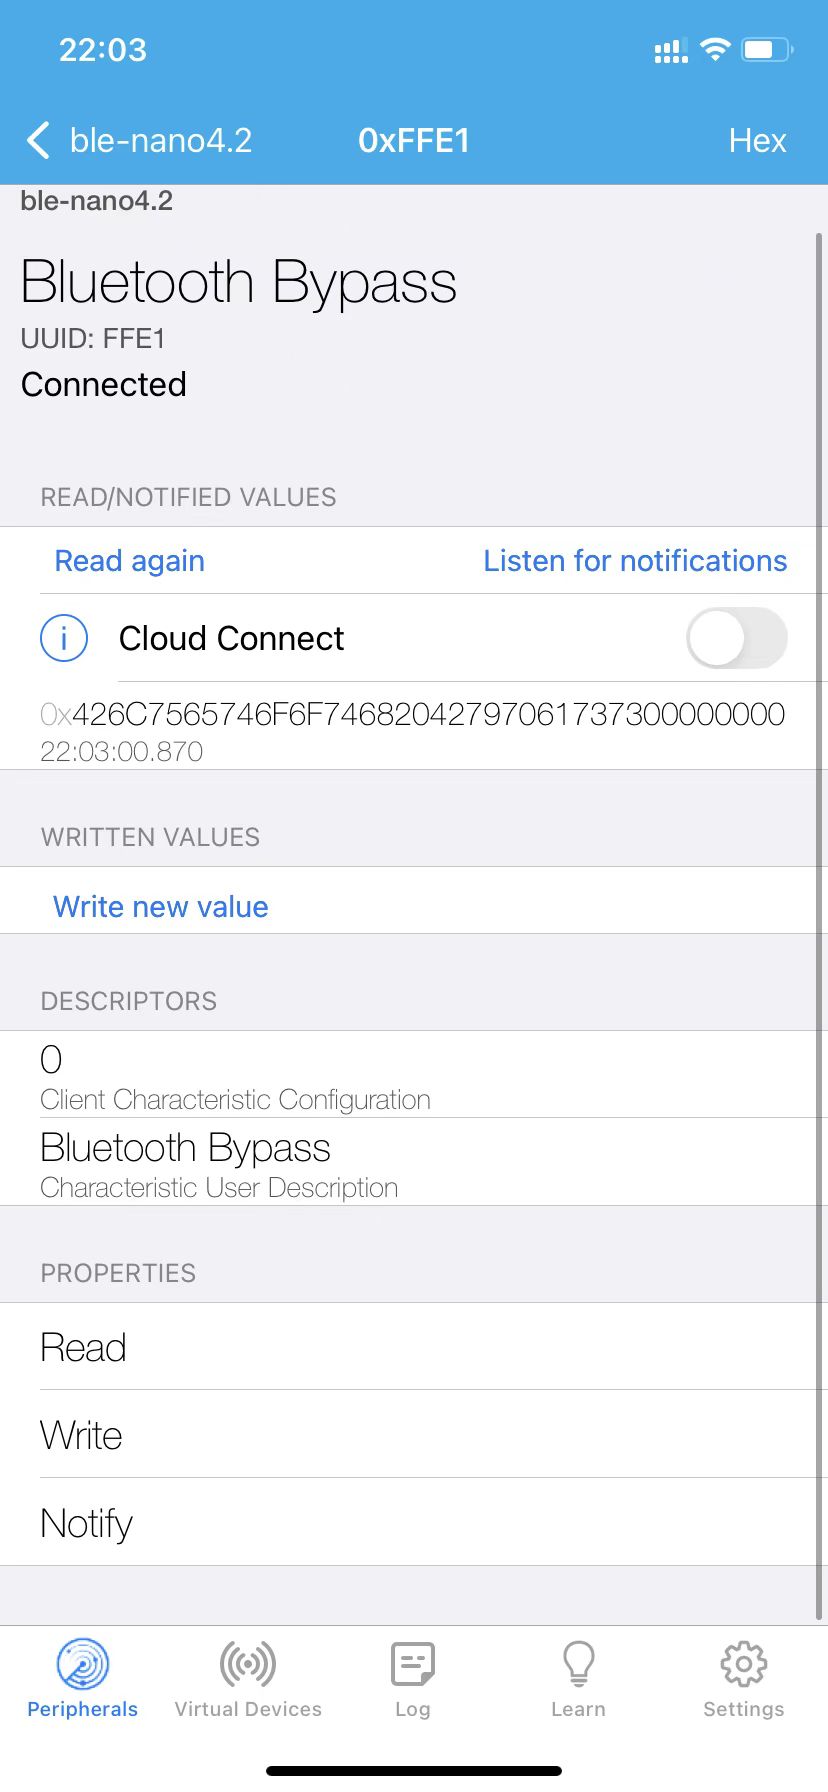 22:03
ble-nano4.2
0xFFE1
Hex
ble-nano4.2
Bluetooth Bypass
UUID: FFE1
Connected
READ/NOTIFIED VALUES
Read again
Listen for notifications
Cloud Connect
0x426C7565746F6F74682042797061737300000000
22:03:00.870
WRITTEN VALUES
Write new value
DESCRIPTORS
0
Client Characteristic Configuration
Bluetooth Bypass
Characteristic User Description
PROPERTIES
Read
Write
Notify
Peripherals
Virtual Devices
Log
Learn
Settings